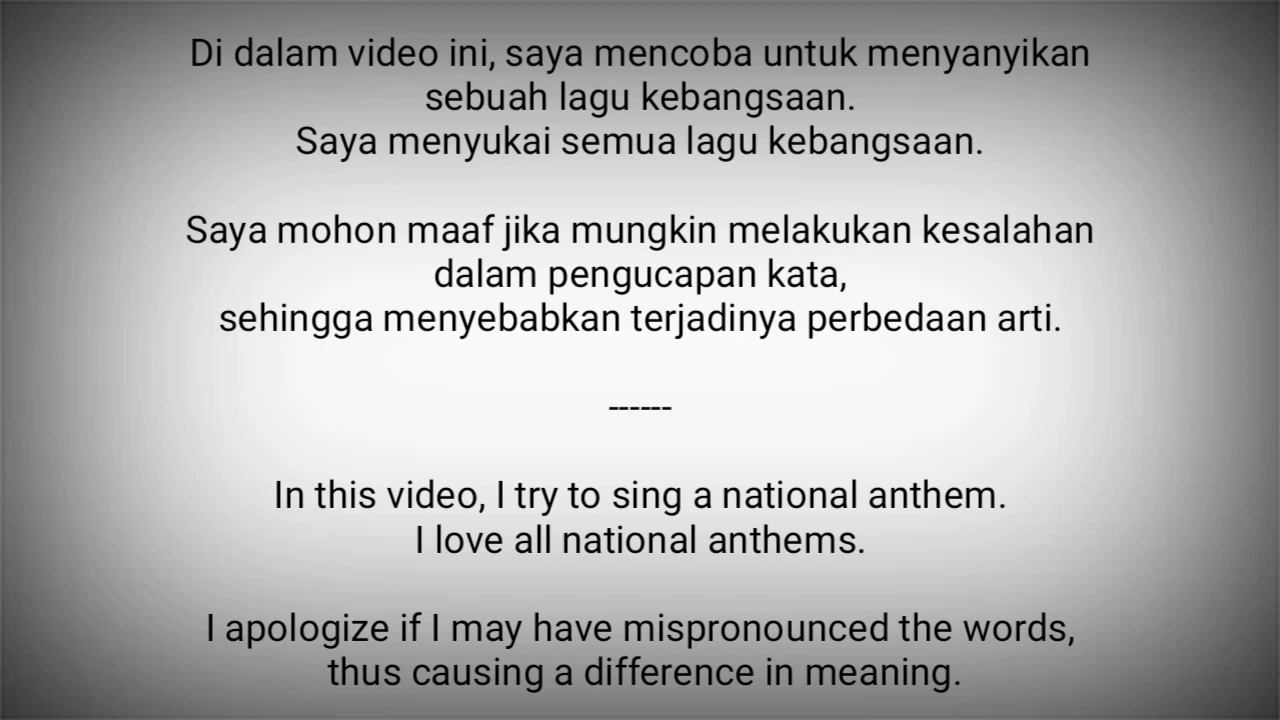 Di dalam video ini, saya mencoba untuk menyanyikan
sebuah lagu kebangsaan.
Saya menyukai semua lagu kebangsaan.
Saya mohon maaf jika mungkin melakukan kesalahan
dalam pengucapan kata,
sehingga menyebabkan terjadinya perbedaan arti.
------
In this video, I try to sing a national anthem.
I love all national anthems.
I apologize if I may have mispronounced the words,
thus causing a difference in meaning.